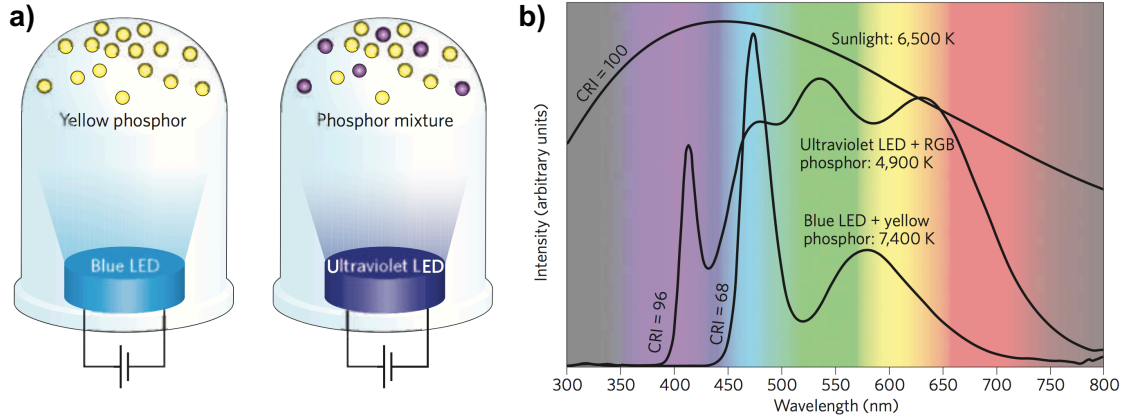 a)
Yellow phosphor
Blue LED
Phosphor mixture
Ultraviolet LED
b)
Intensity (arbitrary units)
CRI = 100
Sunlight: 6,500 K
Ultraviolet LED + RGB
phosphor: 4,900 K
Blue LED + yellow
phosphor: 7,400 K
CRI = 96
CRI = 68
300 350 400 450 500 550 600 650 700 750 800
Wavelength (nm)